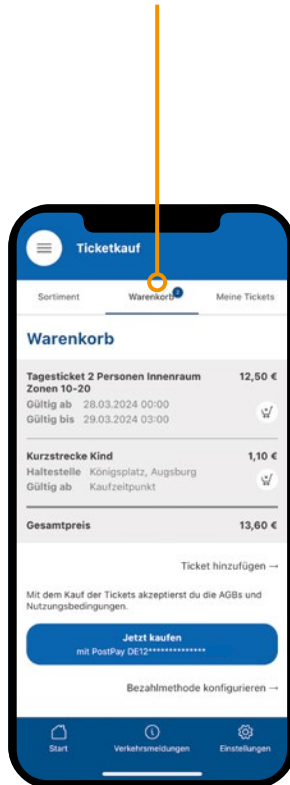 Ticketkauf
Sortiment Warenkorb 2 Meine Tickets
Warenkorb
Tagesticket 2 Personen Innenraum 12,50 €
Zonen 10-20
Gültig ab 28.03.2024 00:00
Gültig bis 29.03.2024 03:00
Kurzstrecke Kind 1,10 €
Haltestelle Königsplatz, Augsburg
Gültig ab Kaufzeitpunkt
Gesamtpreis 13,60 €
Ticket hinzufügen →
Mit dem Kauf der Tickets akzeptierst du die AGBs und
Nutzungsbedingungen.
Jetzt kaufen
mit PostPay DE12**************
Bezahlmethode konfigurieren →
Start Verkehrsmeldungen Einstellungen